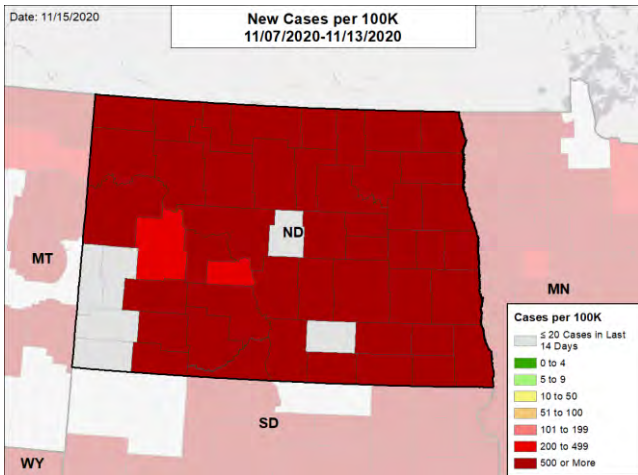 Date: 11/15/2020
New Cases per 100K
11/07/2020-11/13/2020
ND
MT
MN
SD
WY
Cases per 100K
≤ 20 Cases in Last
14 Days
0 to 4
5 to 9
10 to 50
51 to 100
101 to 199
200 to 499
500 or More